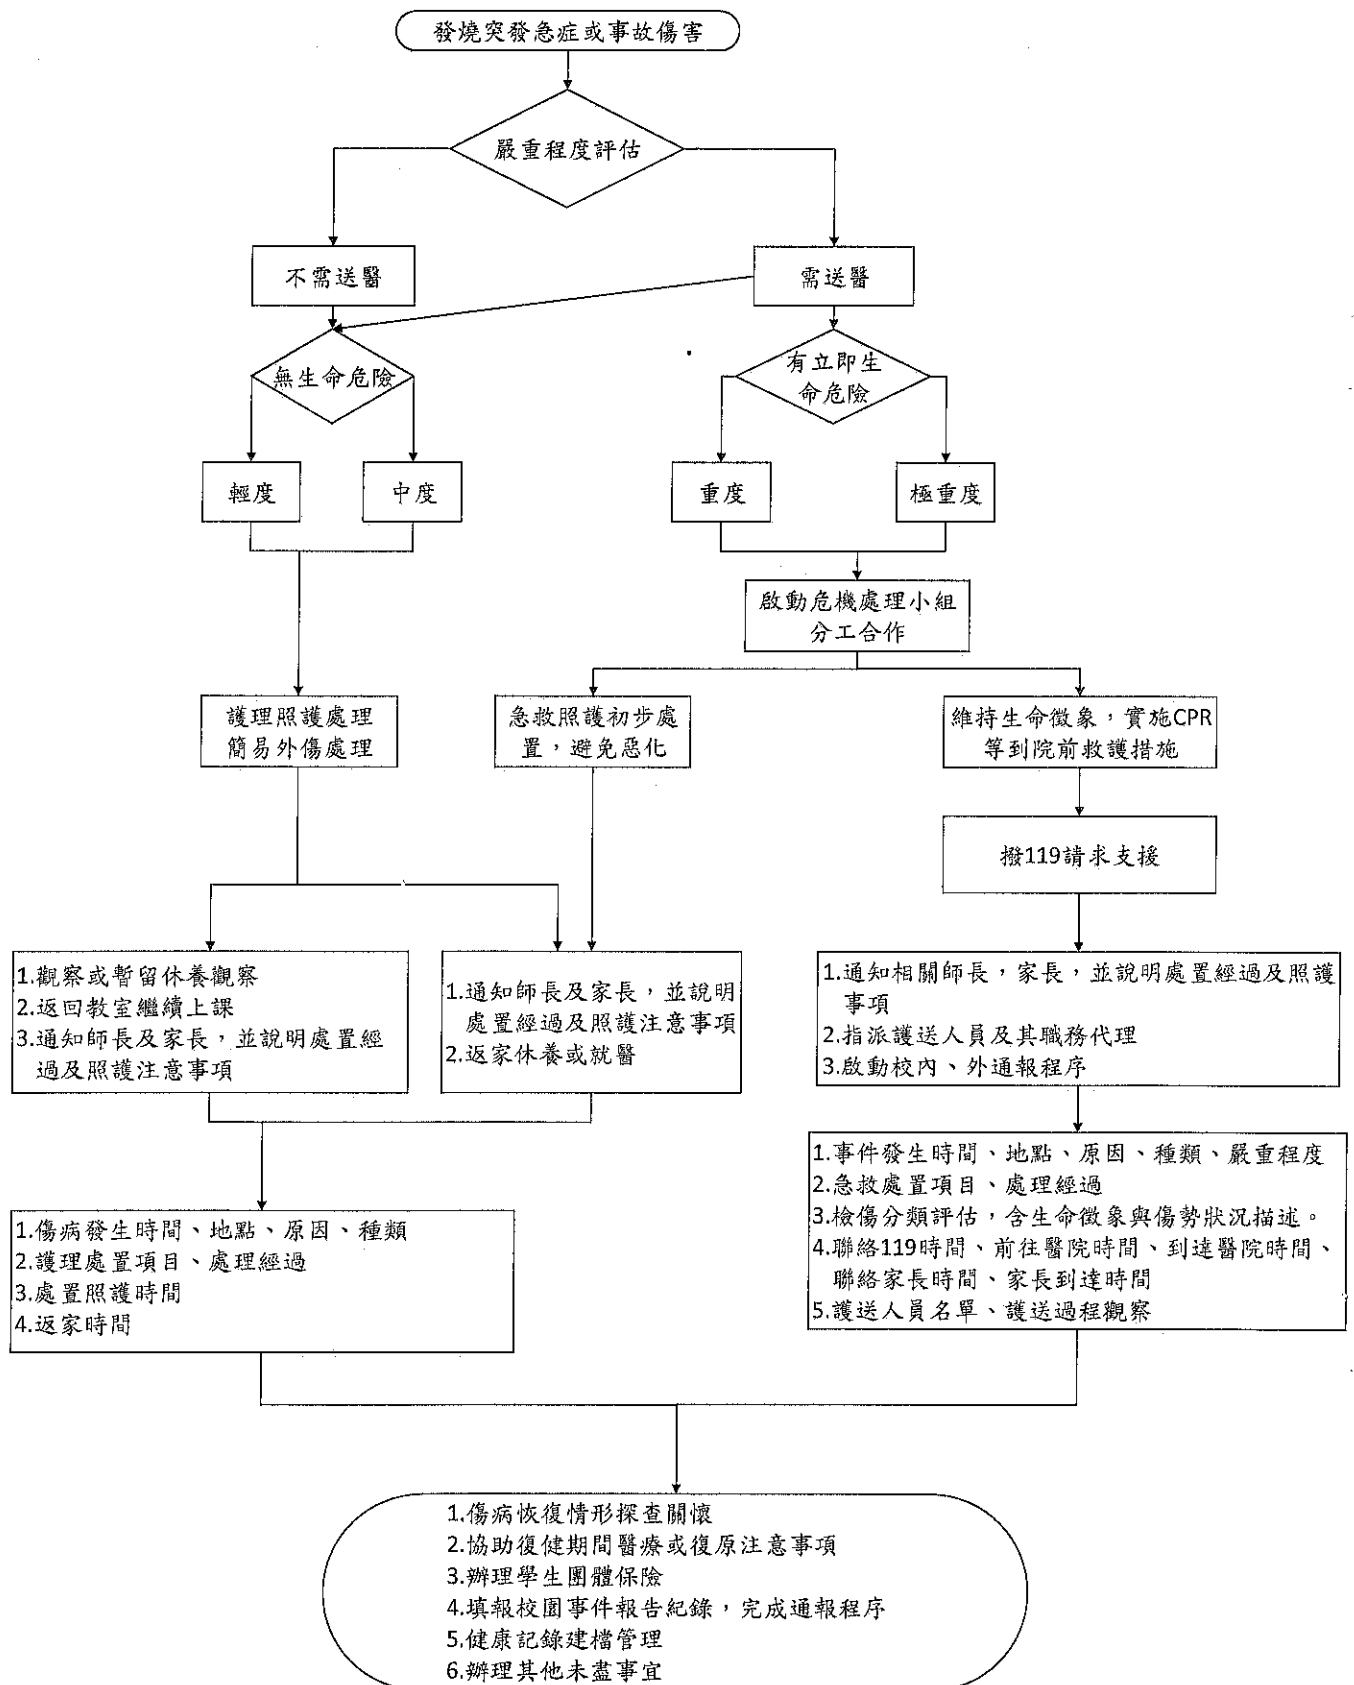 發燒突發急症或事故傷害
嚴重程度評估
不需送醫
需送醫
無生命危險
有立即生
命危險
輕度
中度
重度
極重度
啟動危機處理小組
分工合作
護理照護處理
簡易外傷處理
急救照護初步處
置，避免惡化
維持生命徵象，實施CPR
等到院前救護措施
撥119請求支援
1.觀察或暫留休養觀察
2.返回教室繼續上課
3.通知師長及家長，並說明處置經
過及照護注意事項
1.通知師長及家長，並說明
處置經過及照護注意事項
2.返家休養或就醫
1.通知相關師長，家長，並說明處置經過及照護
事項
2.指派護送人員及其職務代理
3.啟動校內、外通報程序
1.傷病發生時間、地點、原因、種類
2.護理處置項目、處理經過
3.處置照護時間
4.返家時間
1.事件發生時間、地點、原因、種類、嚴重程度
2.急救處置項目、處理經過
3.檢傷分類評估，含生命徵象與傷勢狀況描述。
4.聯絡119時間、前往醫院時間、到達醫院時間、
聯絡家長時間、家長到達時間
5.護送人員名單、護送過程觀察
1.傷病恢復情形探查關懷
2.協助復健期間醫療或復原注意事項
3.辦理學生團體保險
4.填報校園事件報告紀錄，完成通報程序
5.健康記錄建檔管理
6.辦理其他未盡事宜